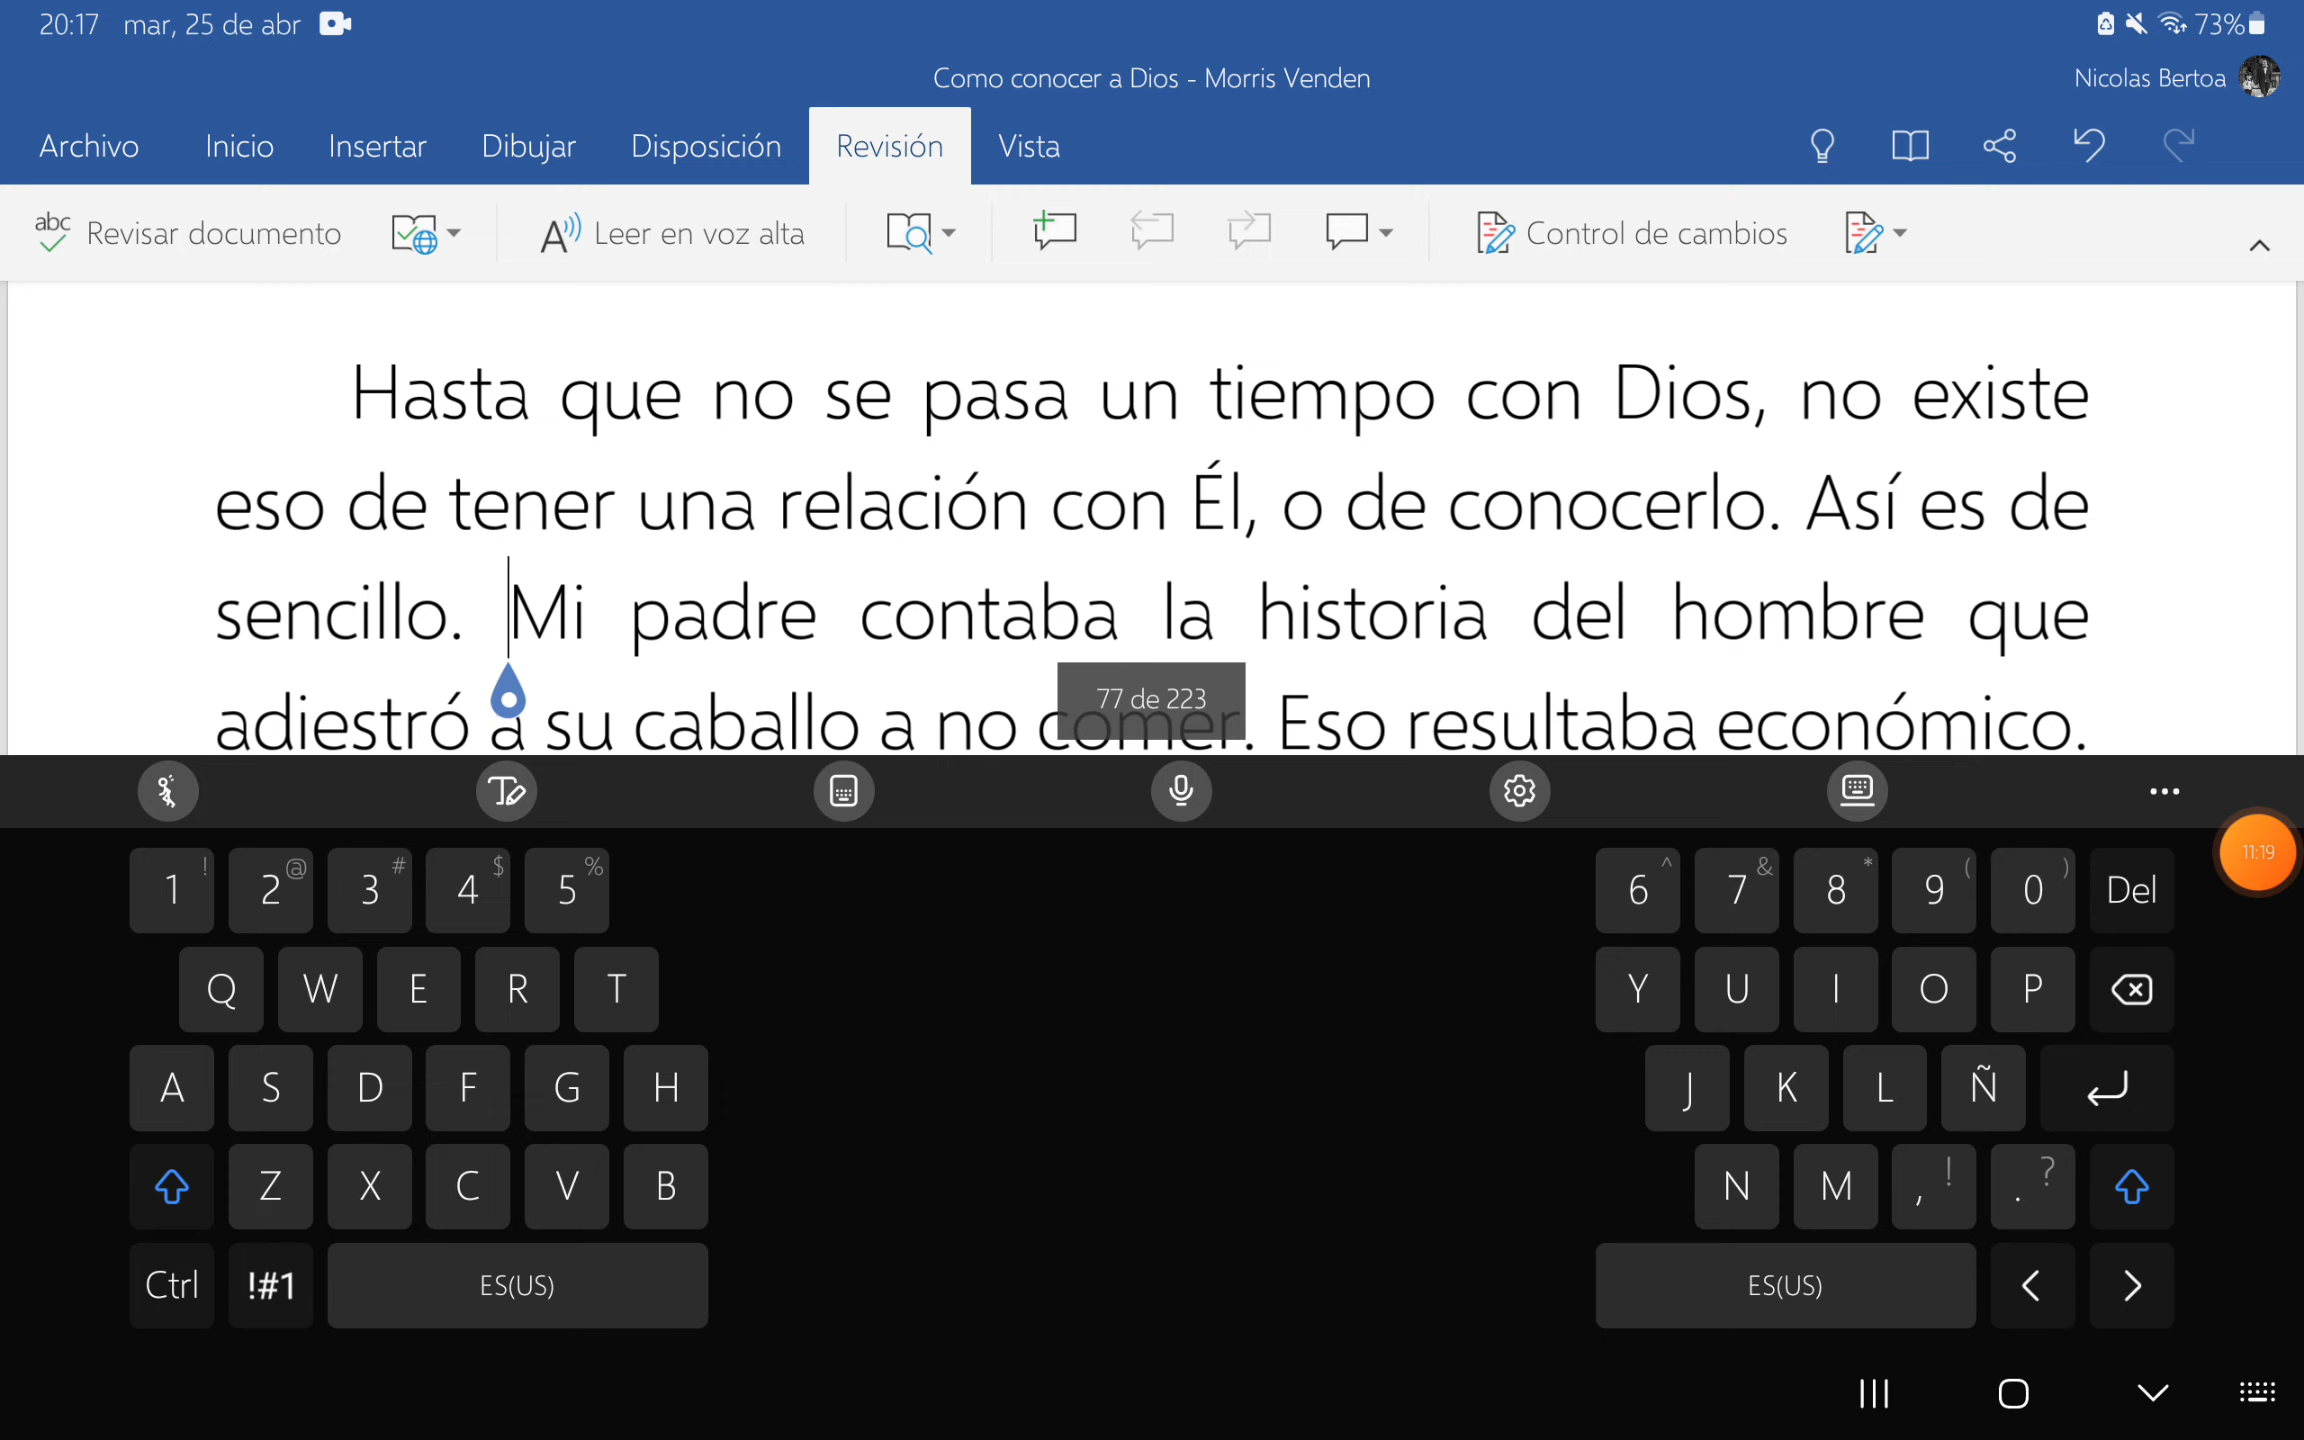 20:17 mar, 25 de abr 73%
Como conocer a Dios - Morris Venden
Nicolas Bertoa
Archivo Inicio Insertar Dibujar Disposición Revisión Vista
abc Revisar documento A Leer en voz alta Control de cambios
Hasta que no se pasa un tiempo con Dios, no existe
eso de tener una relación con Él, o de conocerlo. Así es de
sencillo. Mi padre contaba la historia del hombre que
adiestró a su caballo a no comer. Eso resultaba económico.
77 de 223
11:19
1 ! 2 @ 3 # 4 $ 5 % 6 ^ 7 & 8 * 9 ( 0 ) Del
Q W E R T Y U I O P
A S D F G H J K L Ñ
Z X C V B N M , ! . ?
Ctrl !#1 ES(US) ES(US) < >